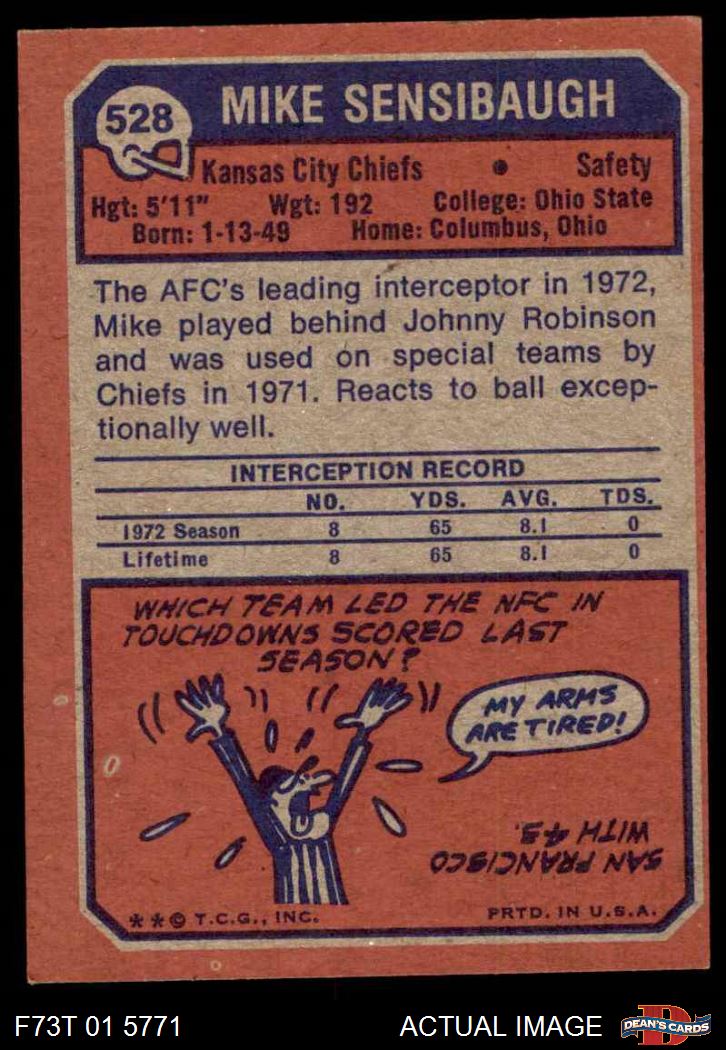 528
MIKE SENSIBAUGH
Kansas City Chiefs • Safety
Hgt: 5'11" Wgt: 192 College: Ohio State
Born: 1-13-49 Home: Columbus, Ohio
The AFC's leading interceptor in 1972,
Mike played behind Johnny Robinson
and was used on special teams by
Chiefs in 1971. Reacts to ball excep-
tionally well.
INTERCEPTION RECORD
NO. YDS. AVG. TDS.
1972 Season 8 65 8.1 0
Lifetime 8 65 8.1 0
WHICH TEAM LED THE NFC IN
TOUCHDOWNS SCORED LAST
SEASON?
MY ARMS
ARE TIRED!
SAN FRANCISCO
WITH 45.
**© T.C.G., INC. PRTD. IN U.S.A.
F73T 01 5771 ACTUAL IMAGE
D
DEAN'S CARDS